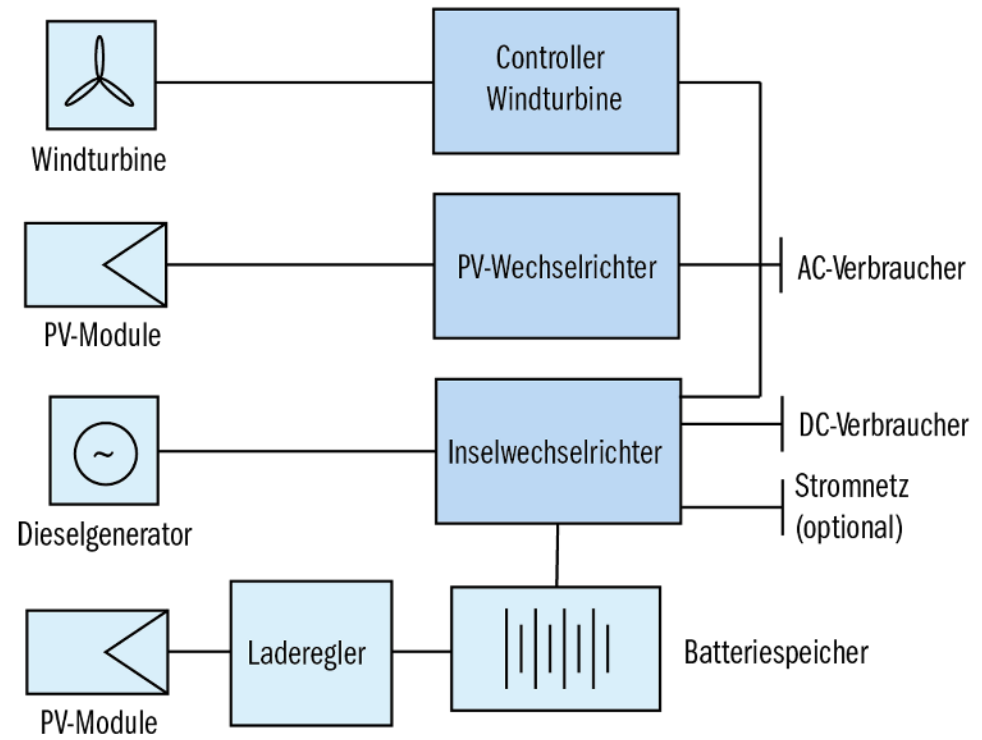 Controller
Windturbine
Windturbine
PV-Wechselrichter
AC-Verbraucher
PV-Module
Inselwechselrichter
DC-Verbraucher
~
Stromnetz
(optional)
Dieselgenerator
Laderegler
Batteriespeicher
PV-Module